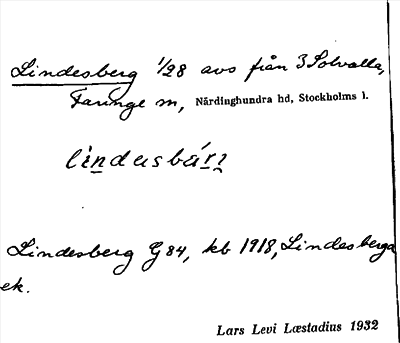 Lindesberg 1/28 avs från 3 Solvalla,
Faringe sn, Närdinghundra hd, Stockholms l.
Lindesberg G 84, kb 1918, Lindesberga
ek.
Lars Levi Læstadius 1932